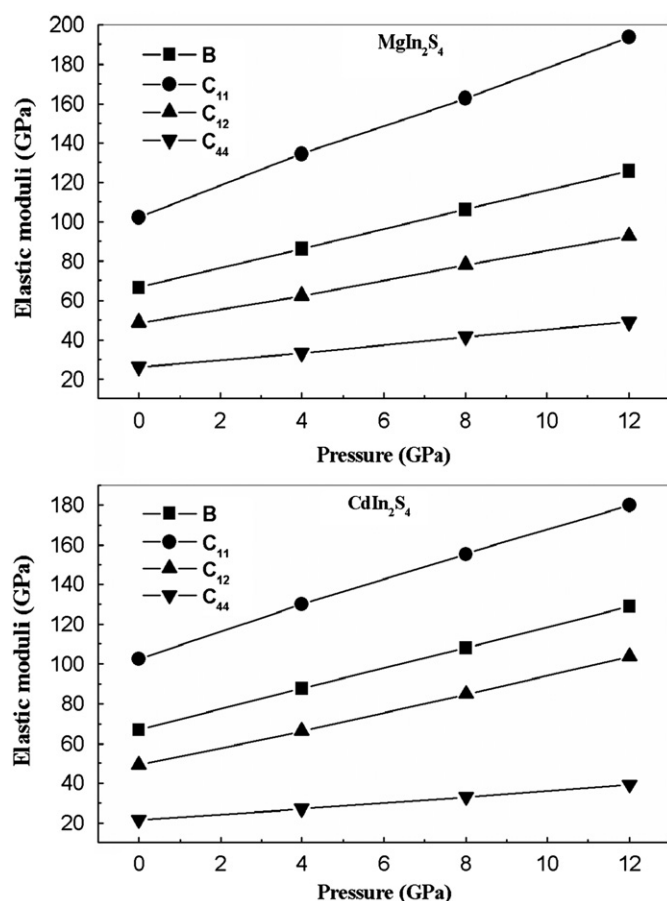 MgIn₂S₄
B
C₁₁
C₁₂
C₄₄
Elastic moduli (GPa)
200
180
160
140
120
100
80
60
40
20
0 2 4 6 8 10 12
Pressure (GPa)
CdIn₂S₄
B
C₁₁
C₁₂
C₄₄
Elastic moduli (GPa)
180
160
140
120
100
80
60
40
20
0 2 4 6 8 10 12
Pressure (GPa)